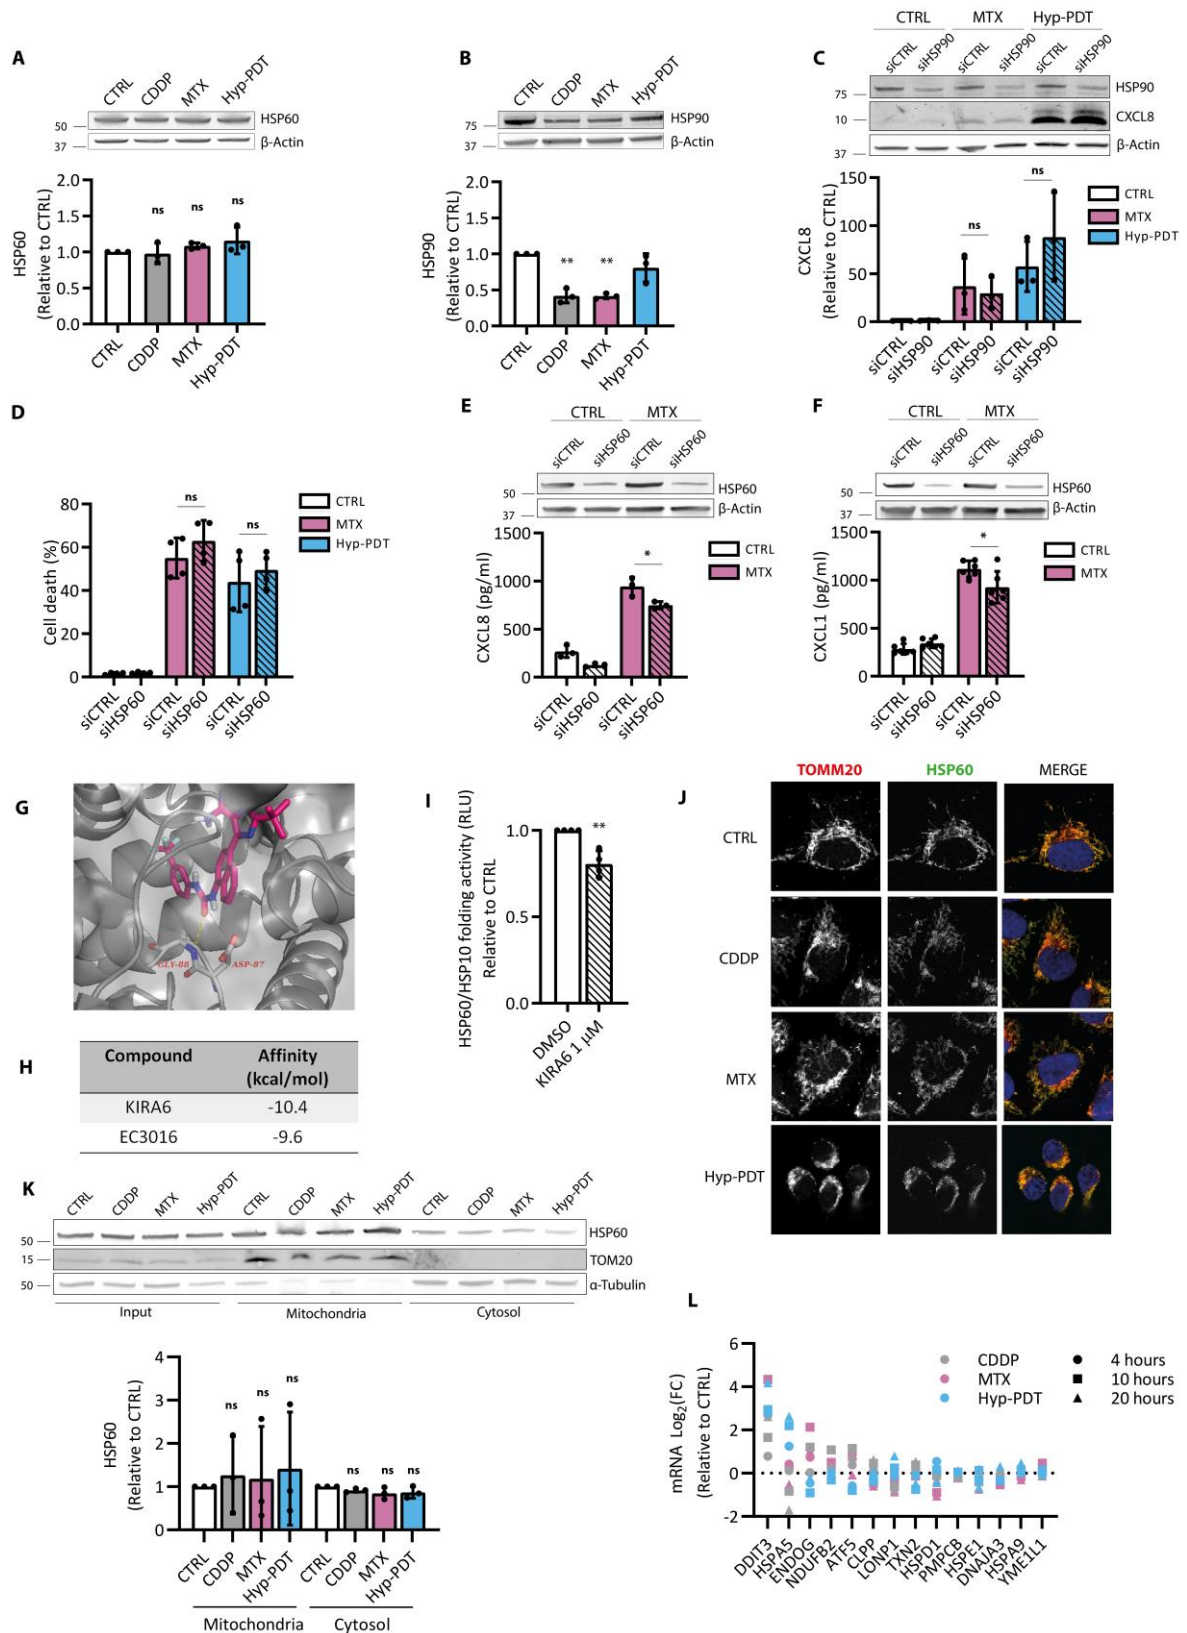 A
CTRL
CDDP
MTX
Hyp-PDT
50
HSP60
37
β-Actin
HSP60
(Relative to CTRL)
2.0
1.5
1.0
0.5
0.0
ns
ns
ns
CTRL
CDDP
MTX
Hyp-PDT
B
CTRL
CDDP
MTX
Hyp-PDT
75
HSP90
37
β-Actin
HSP90
(Relative to CTRL)
2.0
1.5
1.0
0.5
0.0
**
**
CTRL
CDDP
MTX
Hyp-PDT
C
CTRL
MTX
Hyp-PDT
siCTRL
siHSP90
siCTRL
siHSP90
siCTRL
siHSP90
75
HSP90
10
CXCL8
37
β-Actin
CXCL8
(Relative to CTRL)
150
100
50
0
ns
ns
CTRL
MTX
Hyp-PDT
siCTRL
siHSP90
siCTRL
siHSP90
siCTRL
siHSP90
D
Cell death (%)
80
60
40
20
0
ns
ns
CTRL
MTX
Hyp-PDT
siCTRL
siHSP60
siCTRL
siHSP60
siCTRL
siHSP60
E
CTRL
MTX
siCTRL
siHSP60
siCTRL
siHSP60
50
HSP60
37
β-Actin
CXCL8 (pg/ml)
1500
1000
500
0
*
CTRL
MTX
siCTRL
siHSP60
siCTRL
siHSP60
F
CTRL
MTX
siCTRL
siHSP60
siCTRL
siHSP60
50
HSP60
37
β-Actin
CXCL1 (pg/ml)
1500
1000
500
0
*
CTRL
MTX
siCTRL
siHSP60
siCTRL
siHSP60
G
GLY-88
ASP-87
H
Compound Affinity
(kcal/mol)
KIRA6 -10.4
EC3016 -9.6
I
HSP60/HSP10 folding activity (RLU)
Relative to CTRL
1.0
0.5
0.0
**
DMSO
KIRA6 1 μM
J
TOMM20
HSP60
MERGE
CTRL
CDDP
MTX
Hyp-PDT
K
CTRL
CDDP
MTX
Hyp-PDT
CTRL
CDDP
MTX
Hyp-PDT
CTRL
CDDP
MTX
Hyp-PDT
50
HSP60
15
TOM20
50
α-Tubulin
Input
Mitochondria
Cytosol
HSP60
(Relative to CTRL)
4
3
2
1
0
ns
ns
ns
ns
ns
ns
CTRL
CDDP
MTX
Hyp-PDT
CTRL
CDDP
MTX
Hyp-PDT
Mitochondria
Cytosol
L
mRNA Log₂(FC)
(Relative to CTRL)
6
4
2
0
-2
CDDP
MTX
Hyp-PDT
4 hours
10 hours
20 hours
DDIT3
HSPA5
ENDOG
NDUFB2
ATF5
CLPP
LONP1
TXN2
HSPD1
PMPCB
HSPE1
DNAJA3
HSPA9
YME1L1